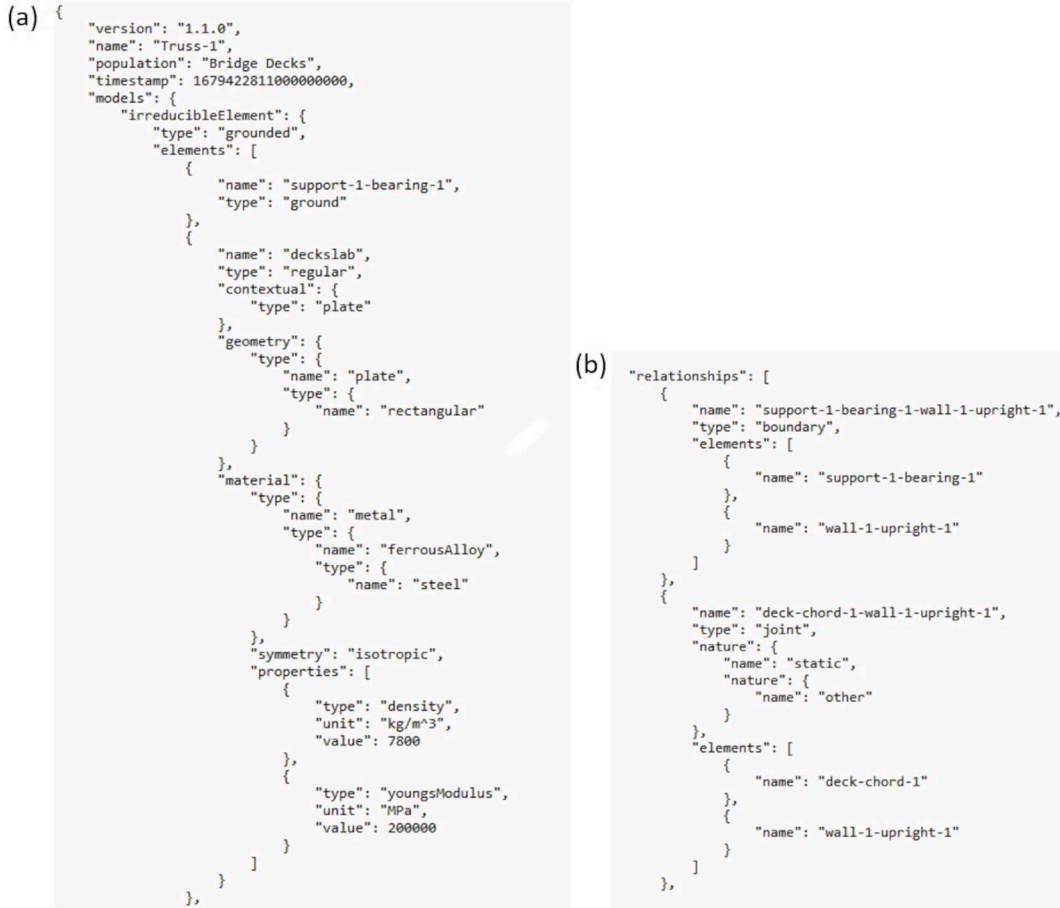 (a)
{
"version": "1.1.0",
"name": "Truss-1",
"population": "Bridge Decks",
"timestamp": 1679422811000000000,
"models": {
"irreducibleElement": {
"type": "grounded",
"elements": [
{
"name": "support-1-bearing-1",
"type": "ground"
},
{
"name": "deckslab",
"type": "regular",
"contextual": {
"type": "plate"
},
"geometry": {
"type": {
"name": "plate",
"type": {
"name": "rectangular"
}
}
},
"material": {
"type": {
"name": "metal",
"type": {
"name": "ferrousAlloy",
"type": {
"name": "steel"
}
}
},
"symmetry": "isotropic",
"properties": [
{
"type": "density",
"unit": "kg/m^3",
"value": 7800
},
{
"type": "youngsModulus",
"unit": "MPa",
"value": 200000
}
]
}
},
(b)
"relationships": [
{
"name": "support-1-bearing-1-wall-1-upright-1",
"type": "boundary",
"elements": [
{
"name": "support-1-bearing-1"
},
{
"name": "wall-1-upright-1"
}
]
},
{
"name": "deck-chord-1-wall-1-upright-1",
"type": "joint",
"nature": {
"name": "static",
"nature": {
"name": "other"
}
},
"elements": [
{
"name": "deck-chord-1"
},
{
"name": "wall-1-upright-1"
}
]
},